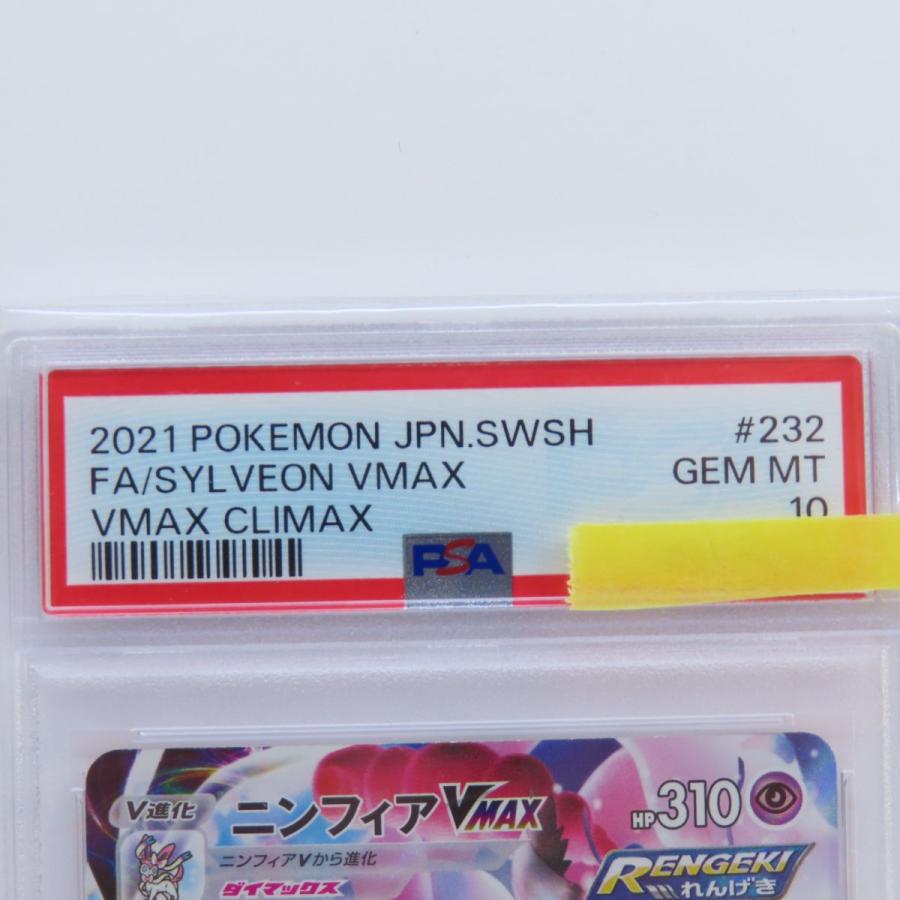 2021 POKEMON JPN.SWSH #232
FA/SYLVEON VMAX GEM MT
VMAX CLIMAX 10
PSA
V進化 ニンフィアVMAX HP310
ニンフィアVから進化
ダイマックス
RENGEKI
れんげき